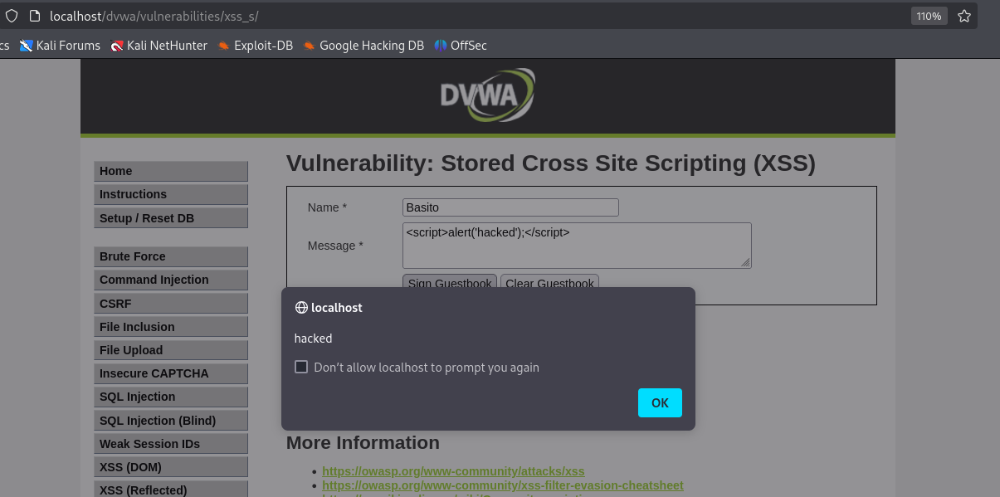 localhost/dvwa/vulnerabilities/xss_s/ 110%
cs Kali Forums Kali NetHunter Exploit-DB Google Hacking DB OffSec
DVWA
Home
Instructions
Setup / Reset DB
Brute Force
Command Injection
CSRF
File Inclusion
File Upload
Insecure CAPTCHA
SQL Injection
SQL Injection (Blind)
Weak Session IDs
XSS (DOM)
XSS (Reflected)
Vulnerability: Stored Cross Site Scripting (XSS)
Name * Basito
Message * <script>alert('hacked');</script>
Sign Guestbook Clear Guestbook
localhost
hacked
Don't allow localhost to prompt you again
OK
More Information
https://owasp.org/www-community/attacks/xss
https://owasp.org/www-community/xss-filter-evasion-cheatsheet